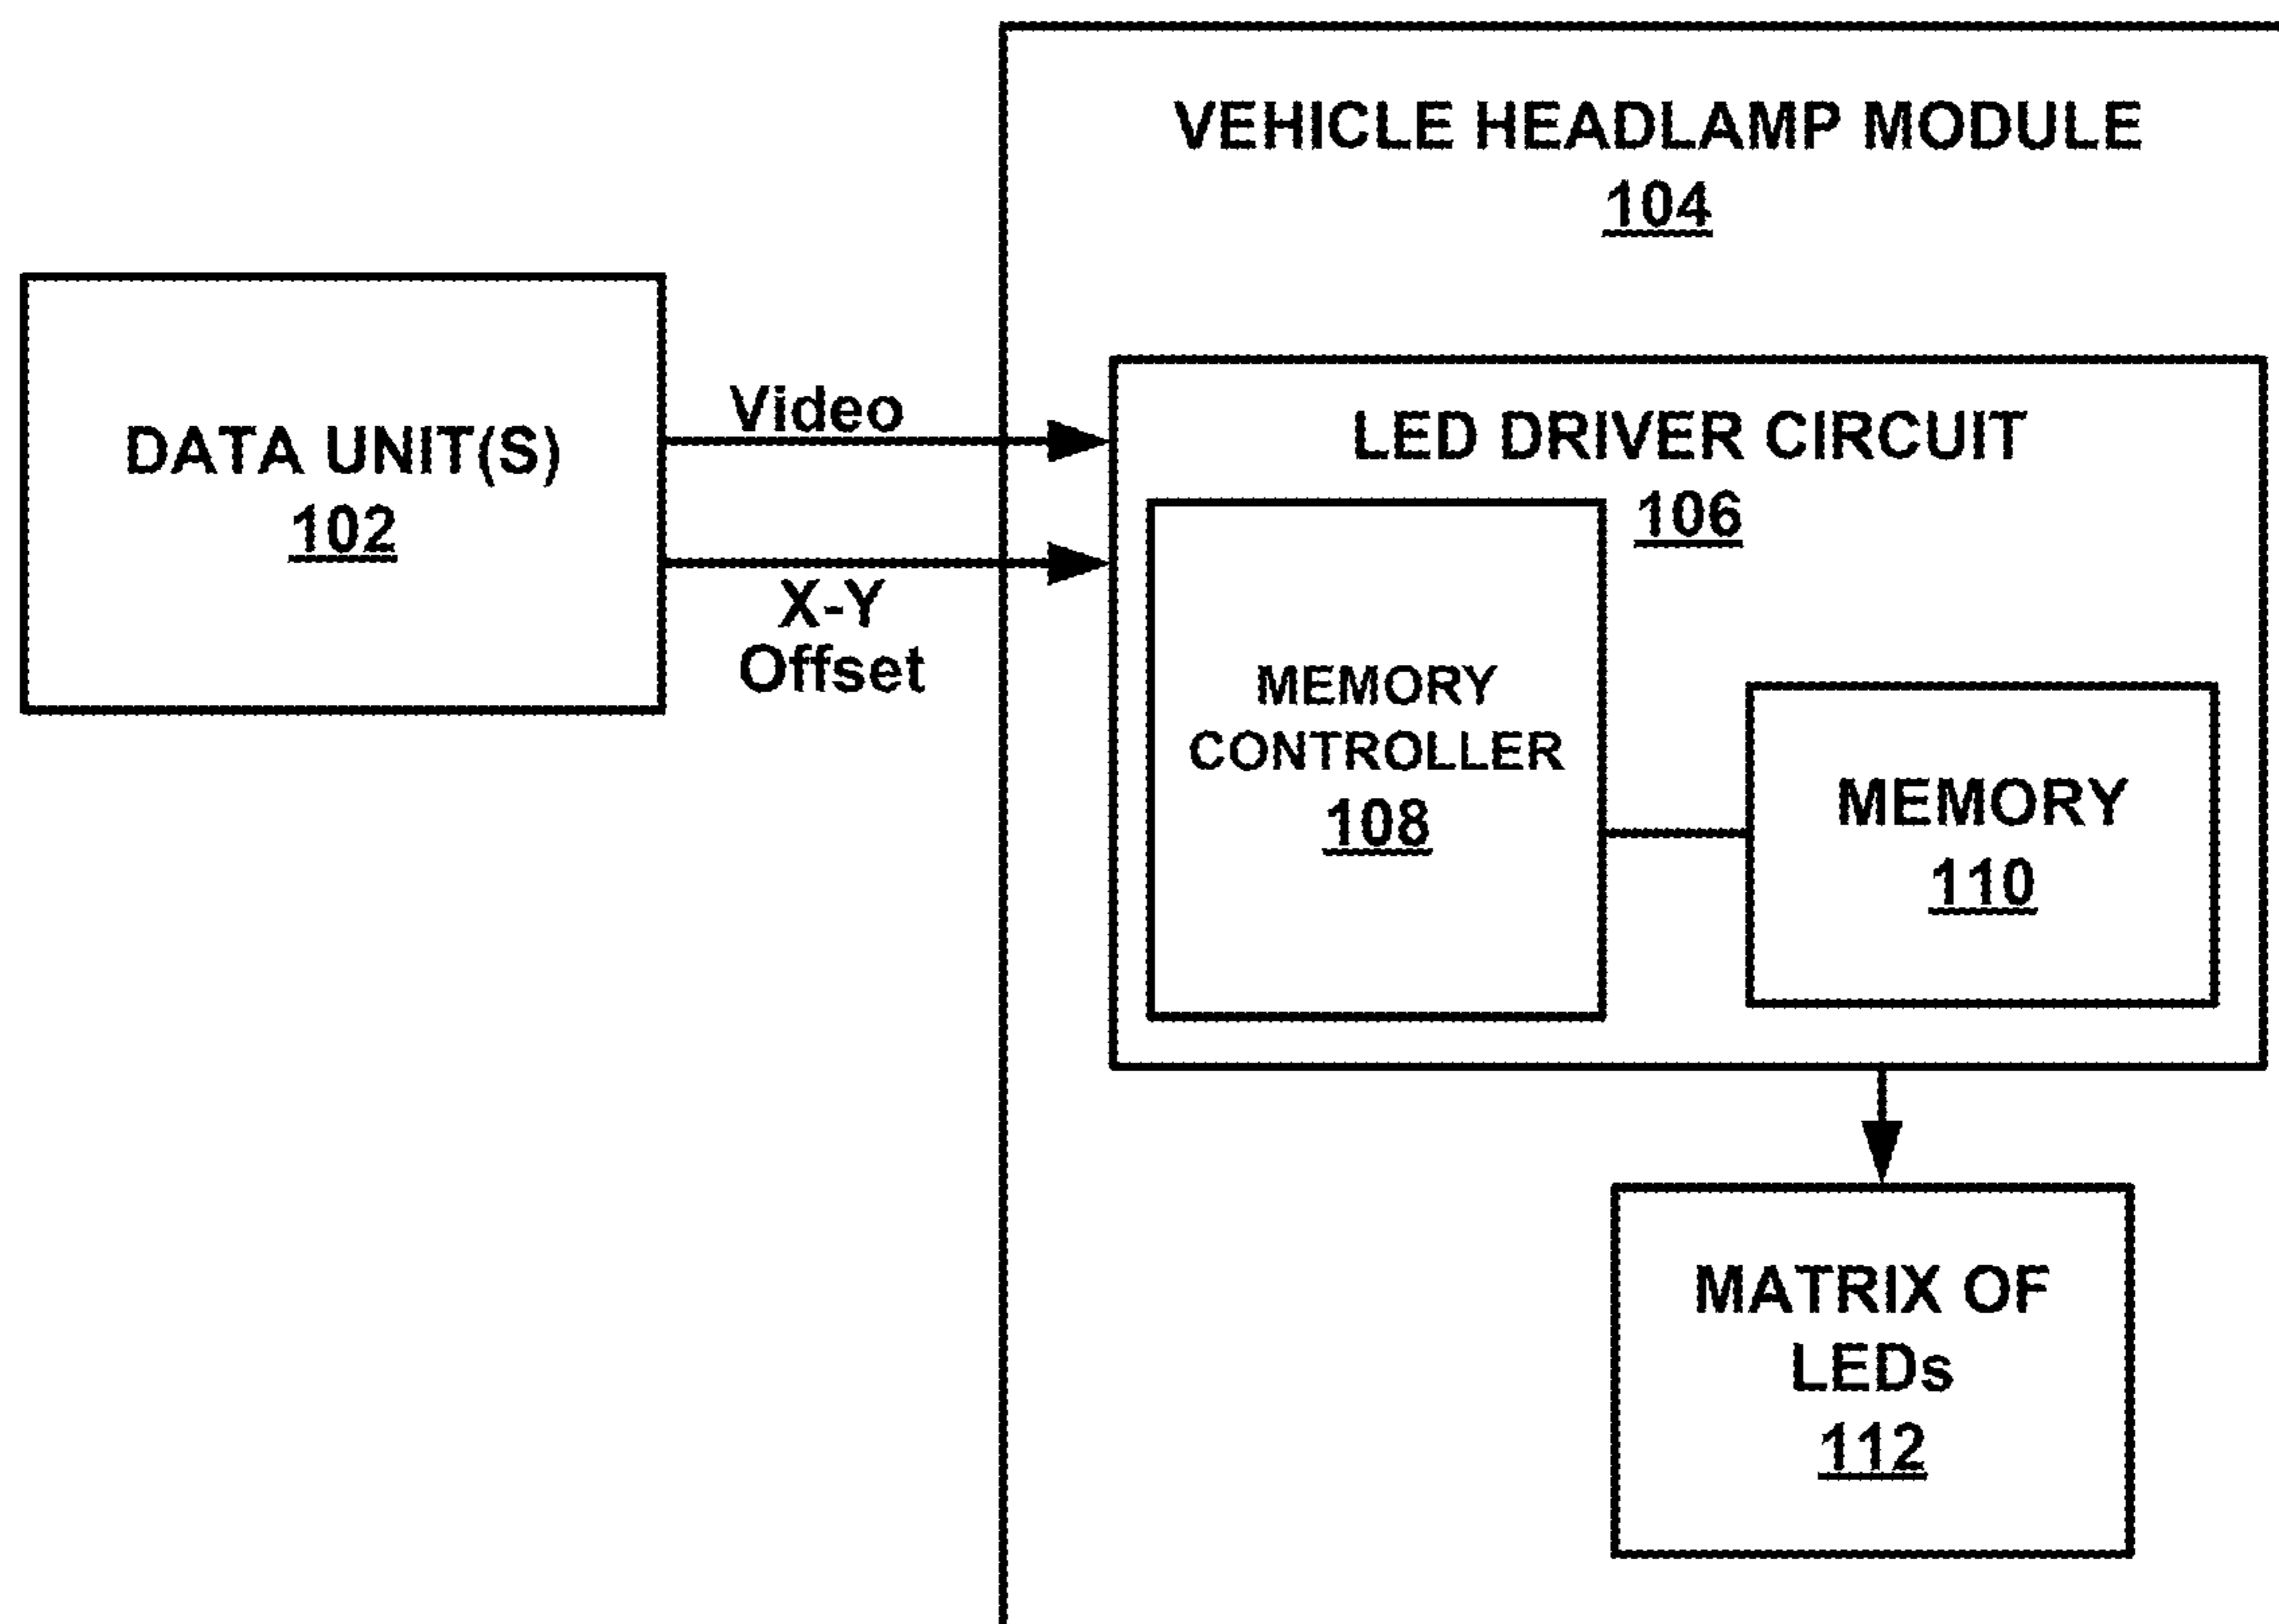 VEHICLE HEADLAMP MODULE
104
DATA UNIT(S)
102
Video
X-Y
Offset
LED DRIVER CIRCUIT
106
MEMORY
CONTROLLER
108
MEMORY
110
MATRIX OF
LEDs
112